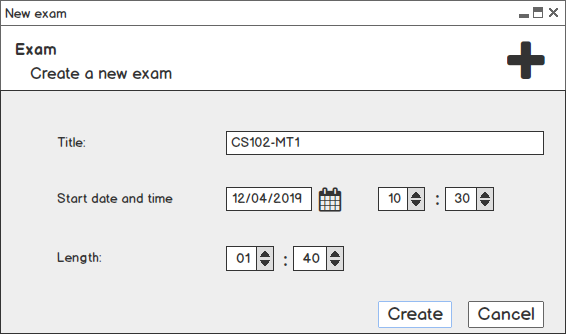 New exam
Exam
Create a new exam
Title: CS102-MT1
Start date and time 12/04/2019 10 : 30
Length: 01 : 40
Create Cancel